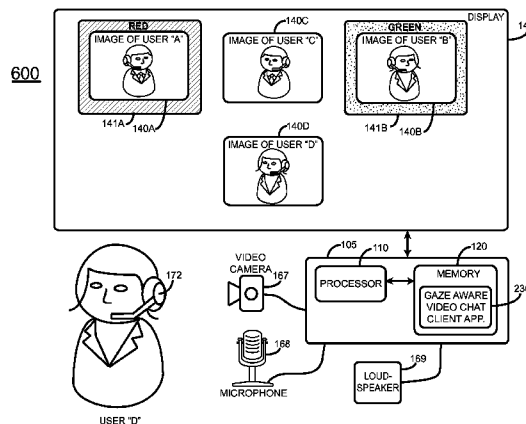 DISPLAY
600
RED
IMAGE OF USER "A"
140C
IMAGE OF USER "C"
GREEN
IMAGE OF USER "B"
141A
140A
140D
IMAGE OF USER "D"
141B
140B
VIDEO
CAMERA
167
105
110
120
PROCESSOR
MEMORY
GAZE AWARE
VIDEO CHAT
CLIENT APP.
172
168
MICROPHONE
169
LOUD-
SPEAKER
USER "D"